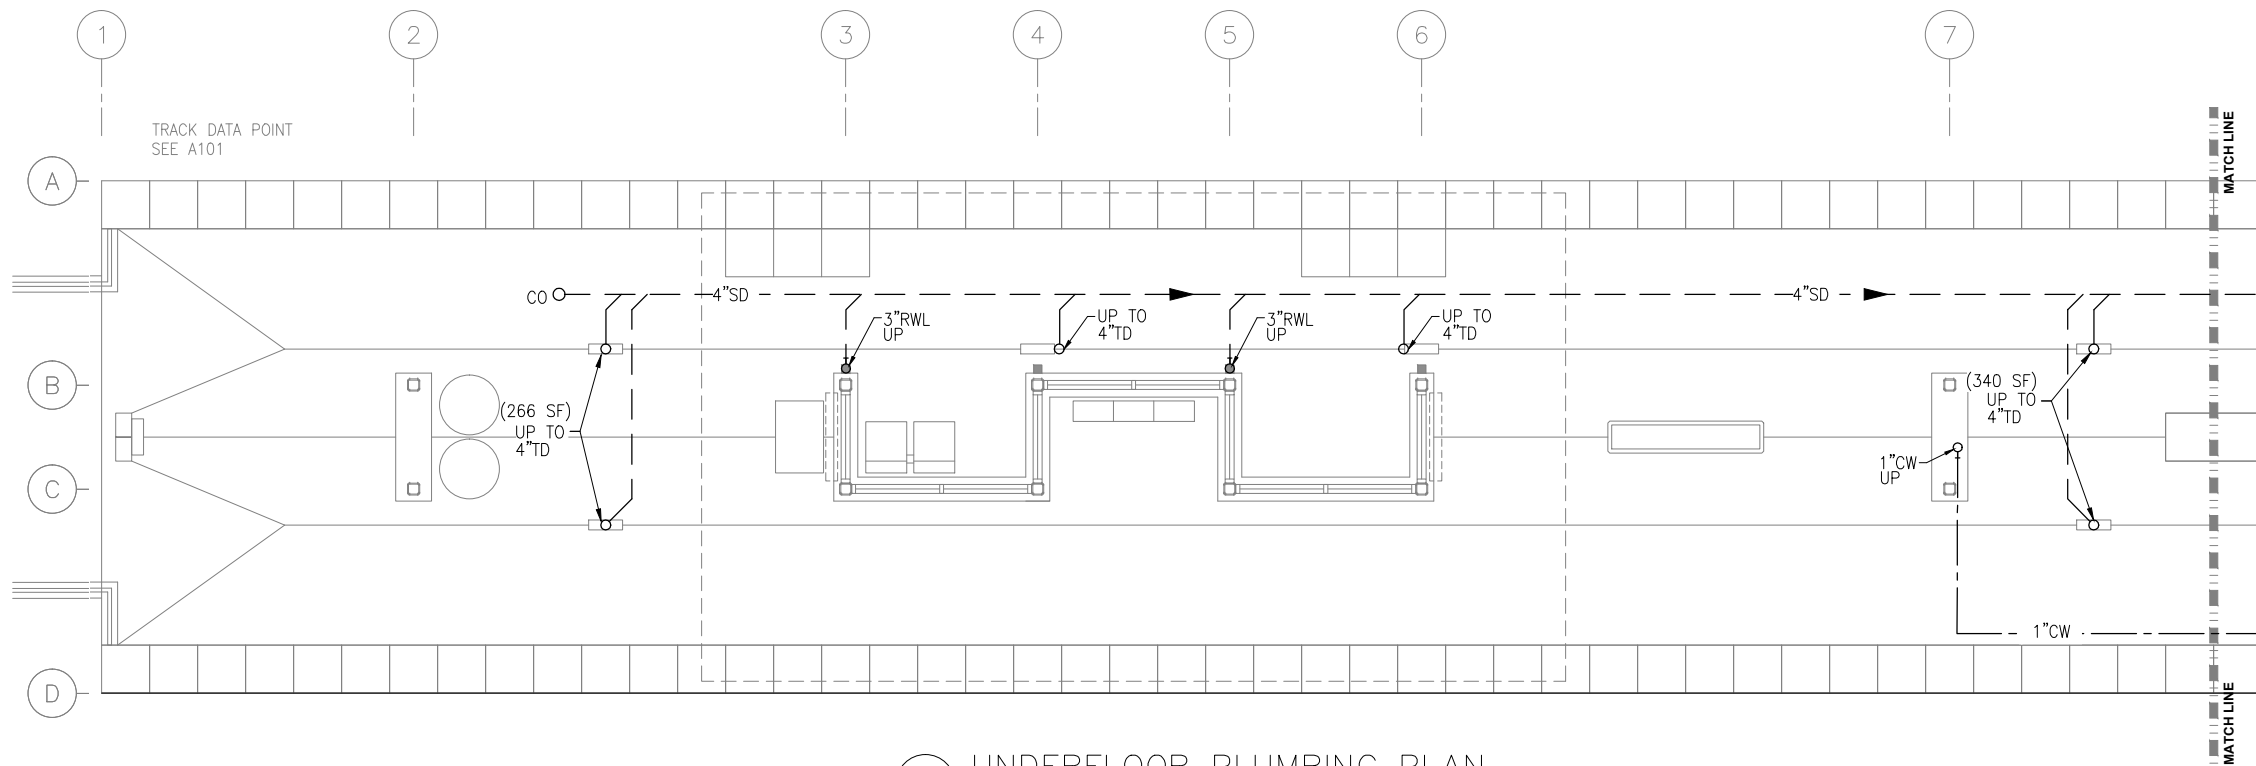 1
2
3
4
5
6
7
TRACK DATA POINT
SEE A101
MATCH LINE
A
CO
4"SD
4"SD
3"RWL
UP
UP TO
4"TD
3"RWL
UP
UP TO
4"TD
B
(266 SF)
UP TO
4"TD
(340 SF)
UP TO
4"TD
C
1"CW
UP
1"CW
D
MATCH LINE
UNDERFLOOR PLUMBING PLAN